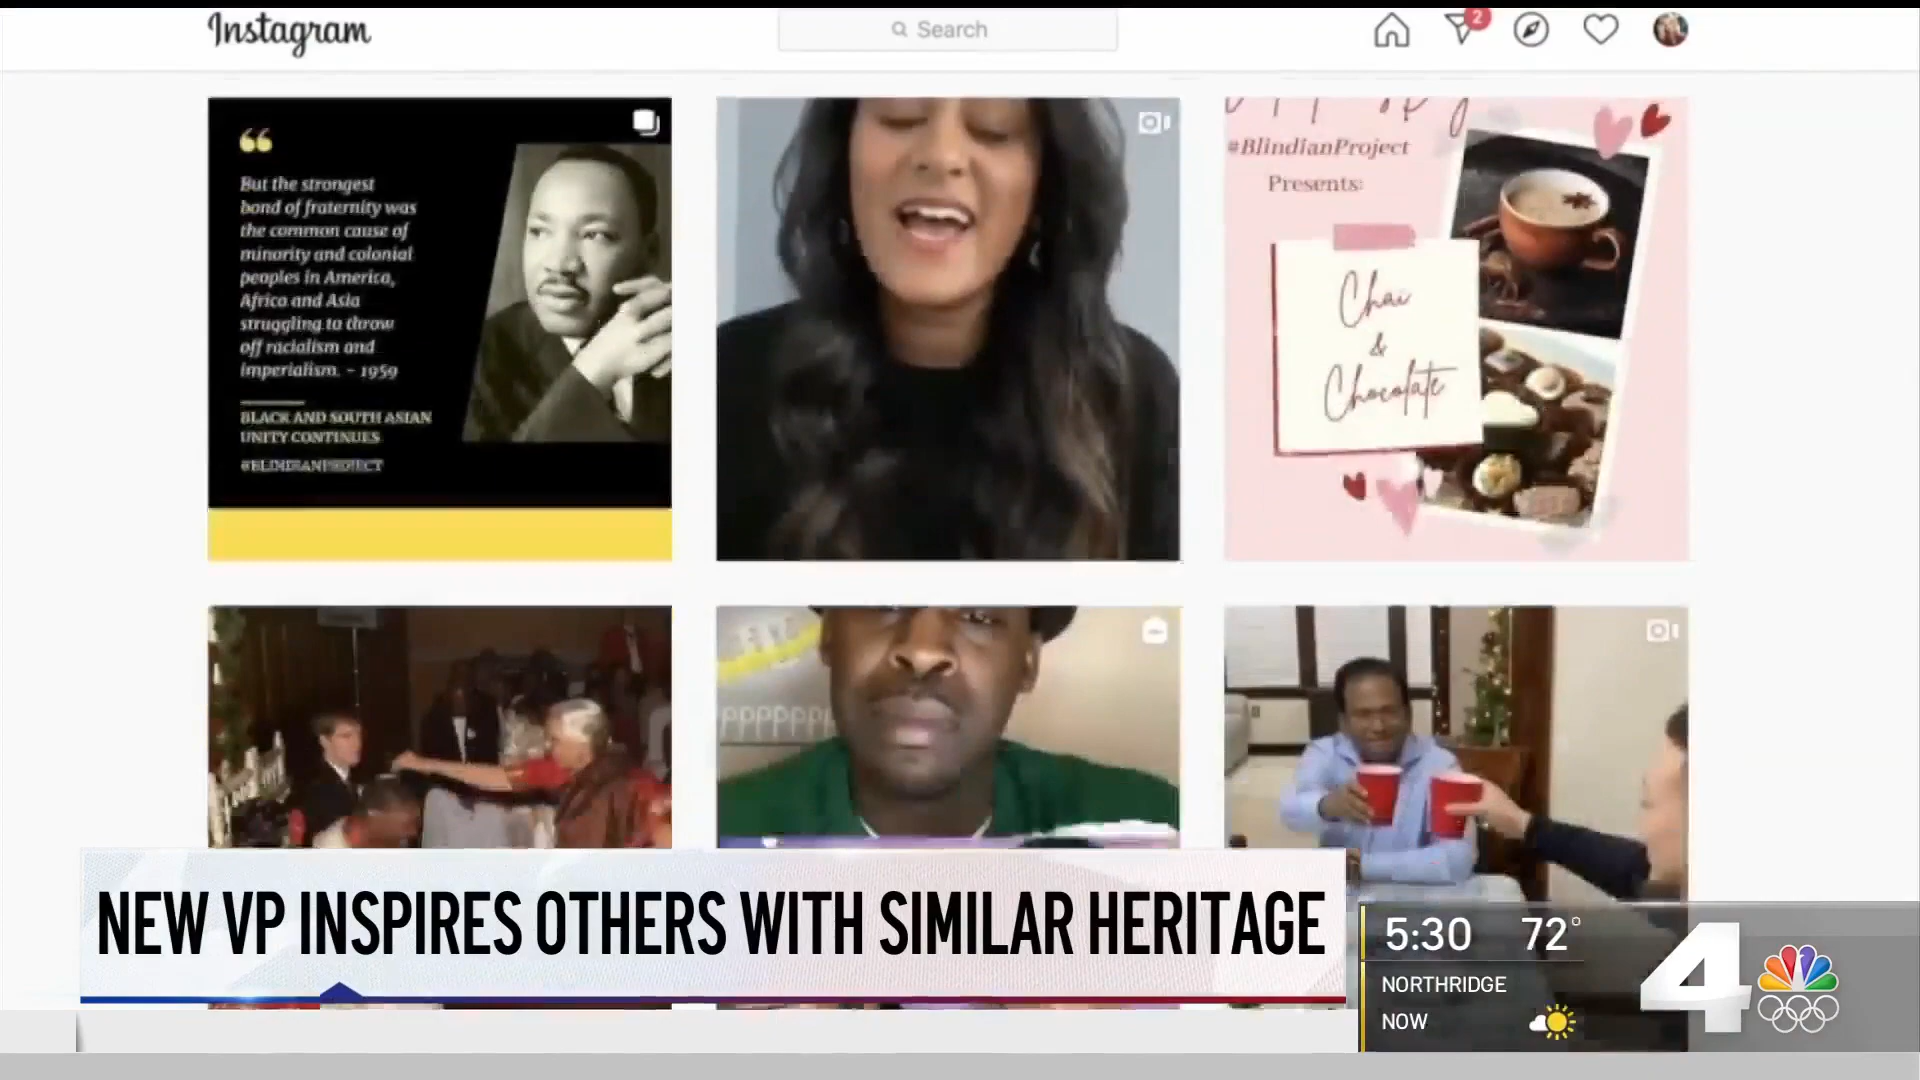 Instagram
Search
2
But the strongest
bond of fraternity was
the common cause of
minority and colonial
peoples in America,
Africa and Asia
struggling to throw
off racialism and
imperialism. - 1959
BLACK AND SOUTH ASIAN
UNITY CONTINUES
@BLINDIANPROJECT
#BlindianProject
Presents:
Chai
&
Chocolate
NEW VP INSPIRES OTHERS WITH SIMILAR HERITAGE
5:30 72°
NORTHRIDGE
NOW
4